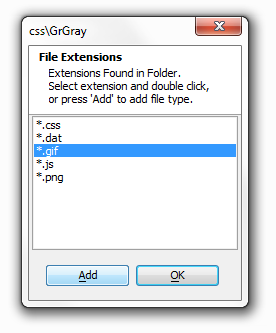 css\GrGray
File Extensions
Extensions Found in Folder.
Select extension and double click,
or press 'Add' to add file type.
*.css
*.dat
*.gif
*.js
*.png
Add OK